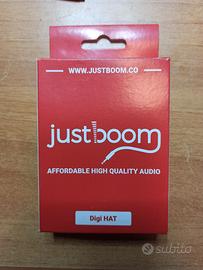 WWW.JUSTBOOM.CO
justboom
AFFORDABLE HIGH QUALITY AUDIO
Digi HAT
subito